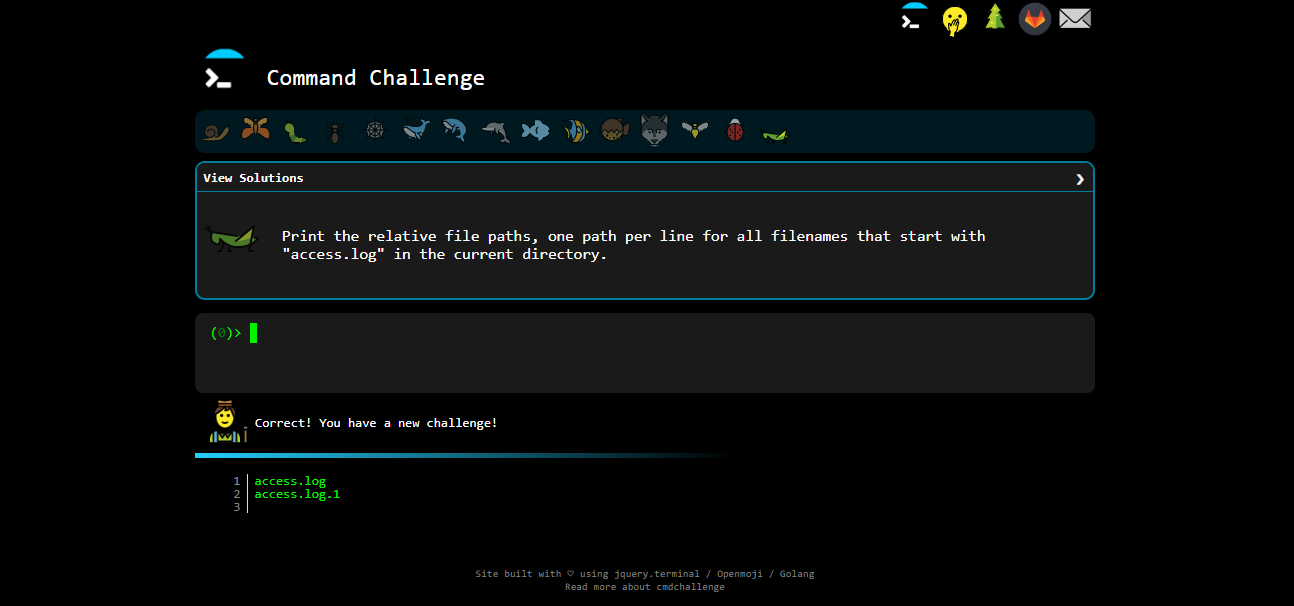 Command Challenge
View Solutions
Print the relative file paths, one path per line for all filenames that start with
"access.log" in the current directory.
(0)>
Correct! You have a new challenge!
1 access.log
2 access.log.1
3
Site built with ♡ using jquery.terminal / Openmoji / Golang
Read more about cmdchallenge